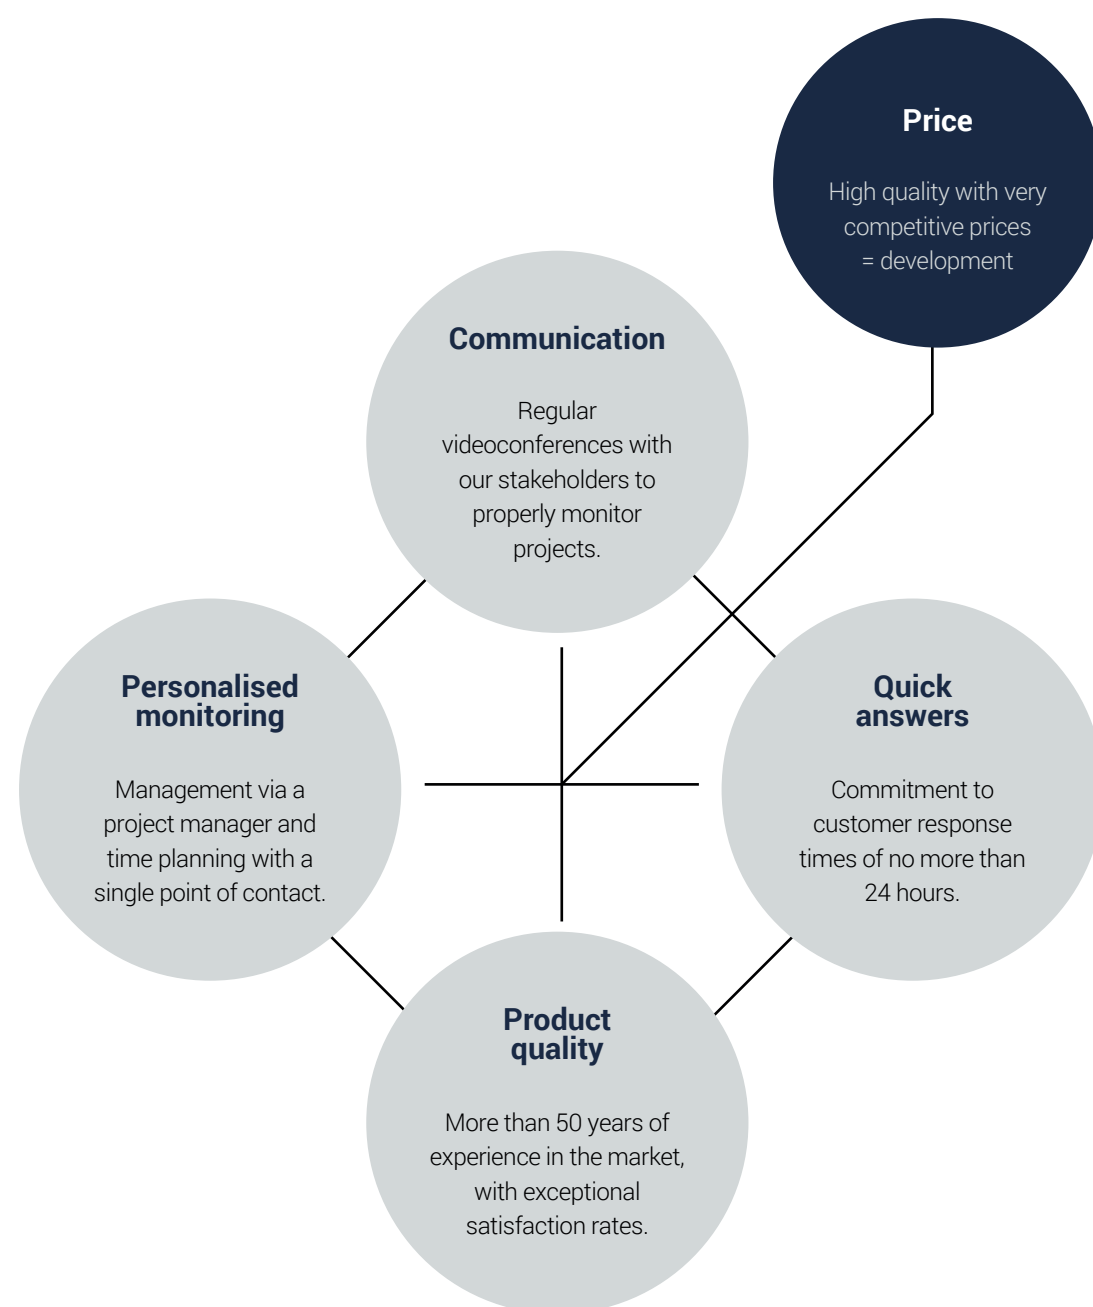 Price
High quality with very
competitive prices
= development
Communication
Regular
videoconferences with
our stakeholders to
properly monitor
projects.
Personalised
monitoring
Management via a
project manager and
time planning with a
single point of contact.
Quick
answers
Commitment to
customer response
times of no more than
24 hours.
Product
quality
More than 50 years of
experience in the market,
with exceptional
satisfaction rates.